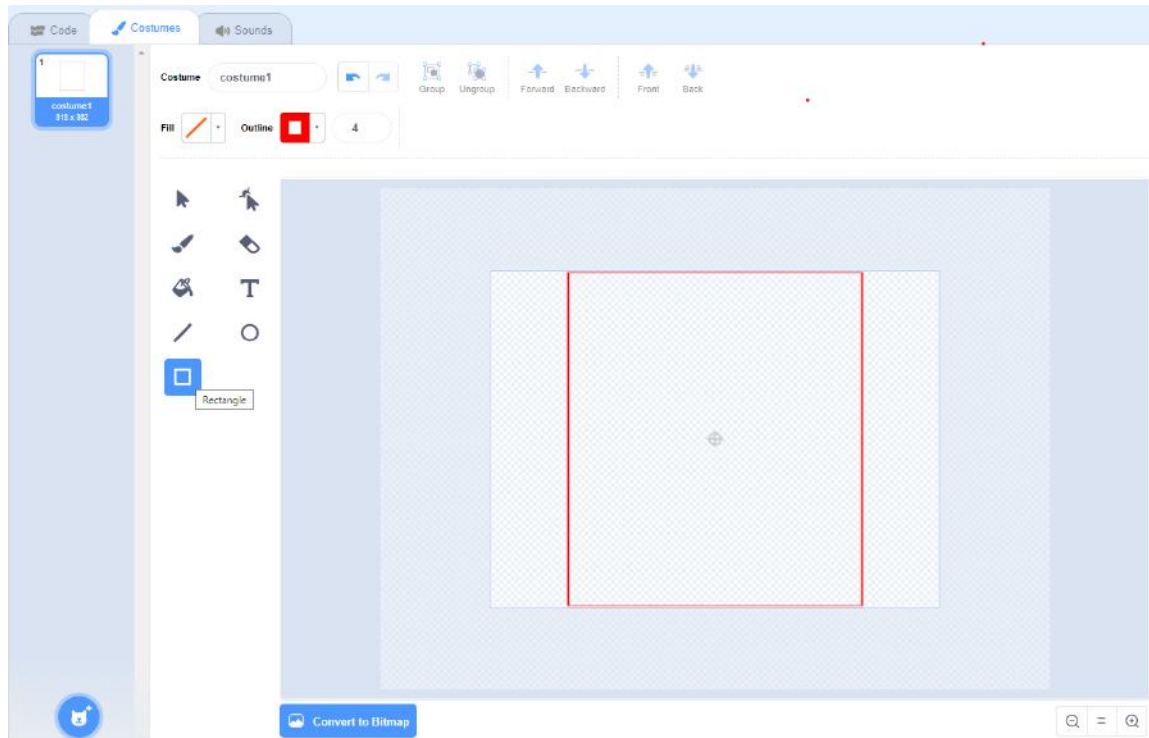 Code
Costumes
Sounds
1
costume1
Costume
costume1
Group
Ungroup
Forward
Backward
Front
Back
Fill
Outline
4
T
Rectangle
Convert to Bitmap
=